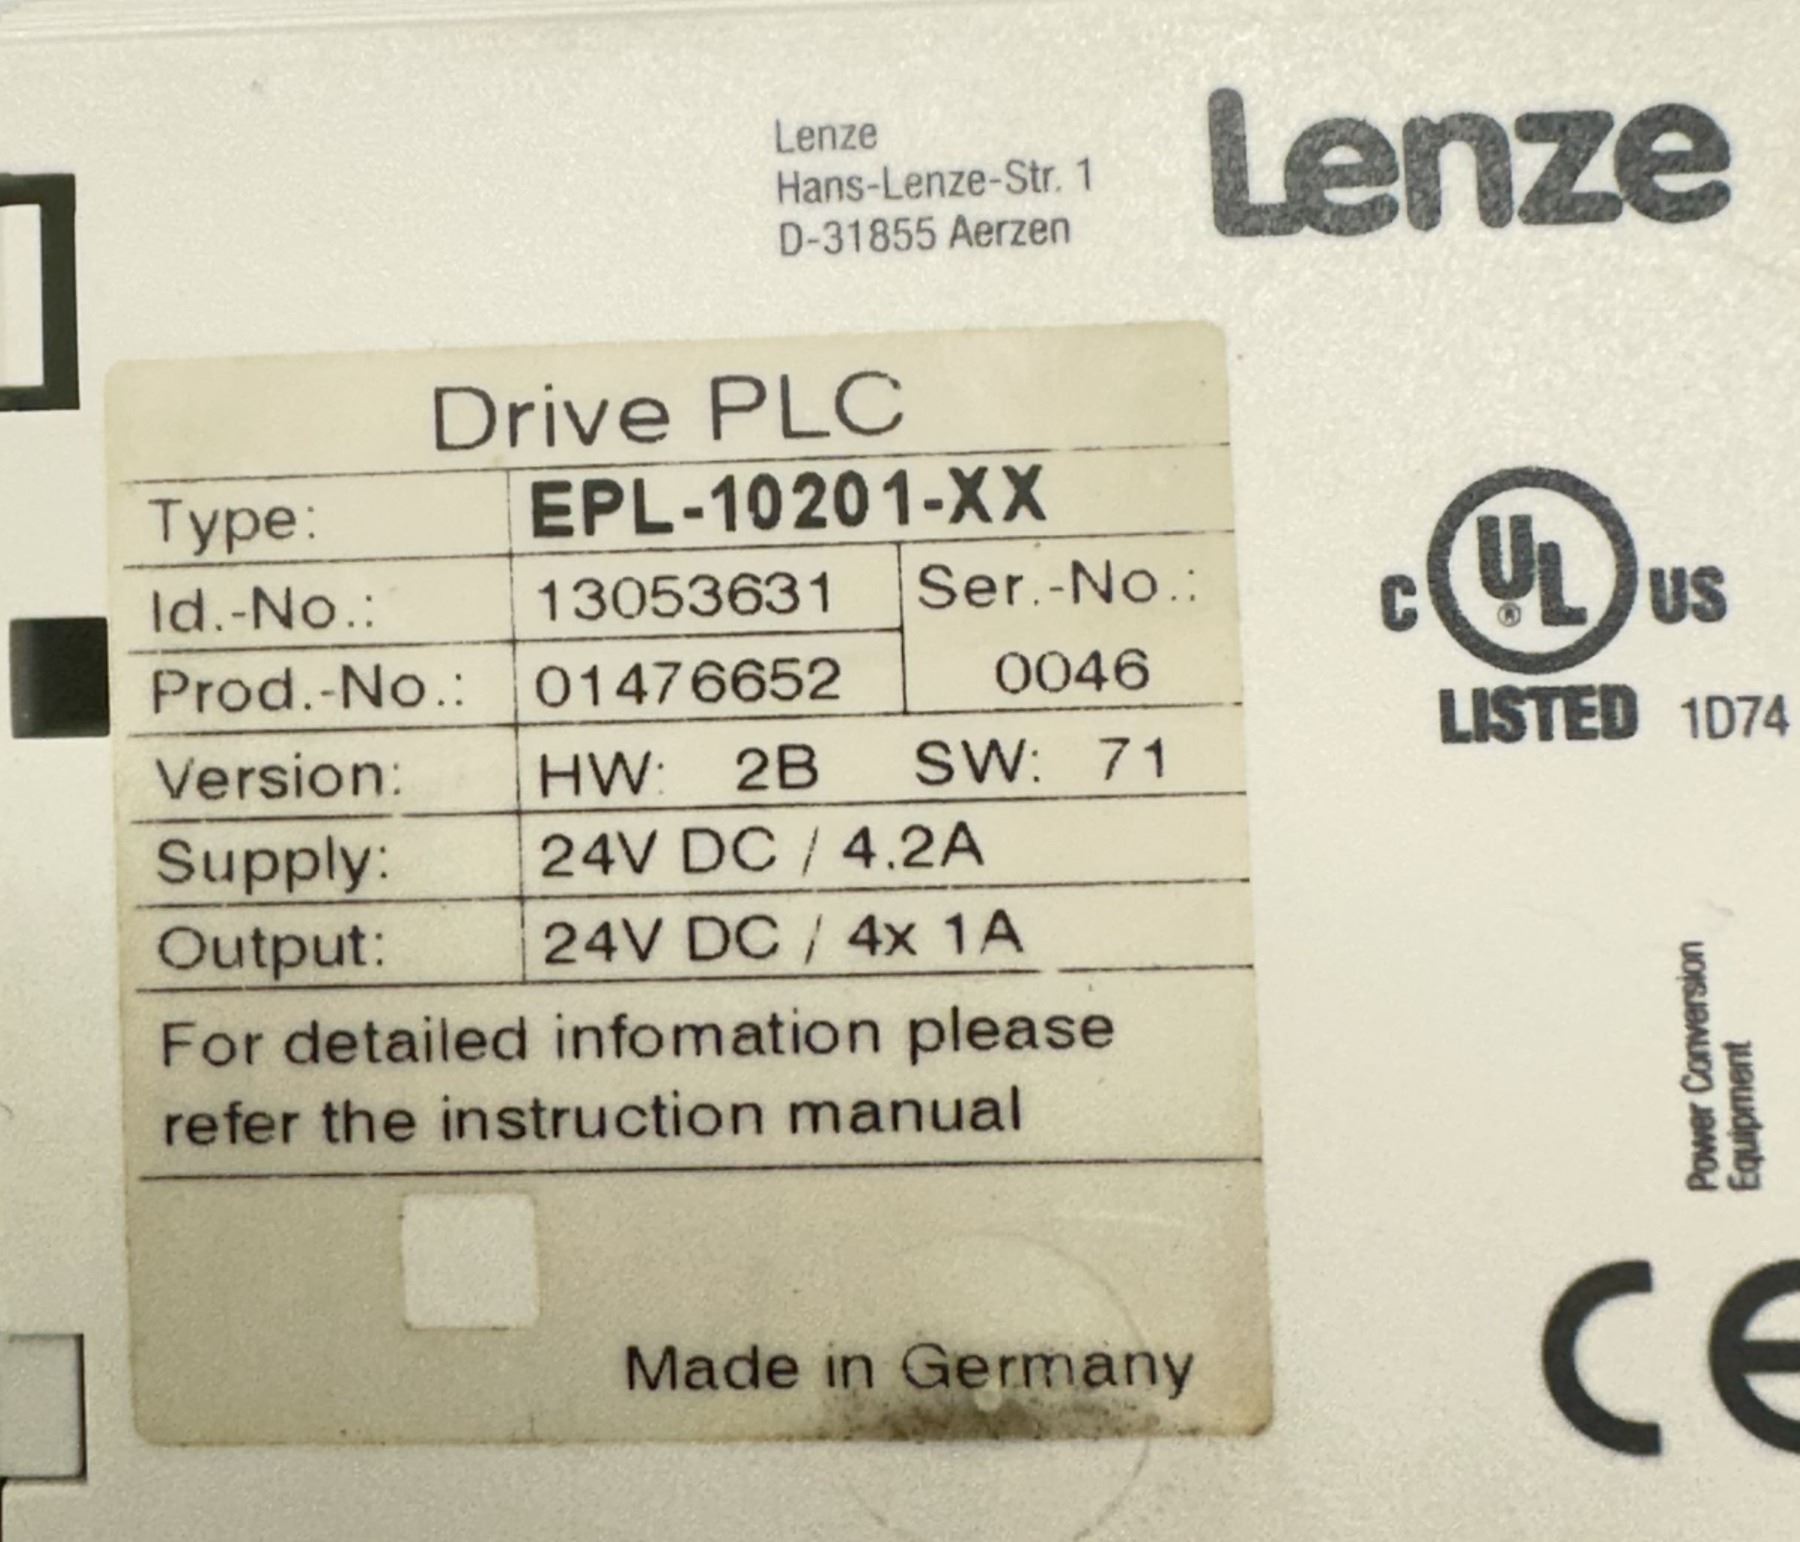 Lenze
Hans-Lenze-Str. 1
D-31855 Aerzen
Lenze
Drive PLC
Type: EPL-10201-XX
Id.-No.: 13053631 Ser.-No.:
Prod.-No.: 01476652 0046
Version: HW: 2B SW: 71
Supply: 24V DC / 4.2A
Output: 24V DC / 4x 1A
For detailed infomation please
refer the instruction manual
Made in Germany
C UL® US
LISTED 1D74
Power Conversion
Equipment
CE